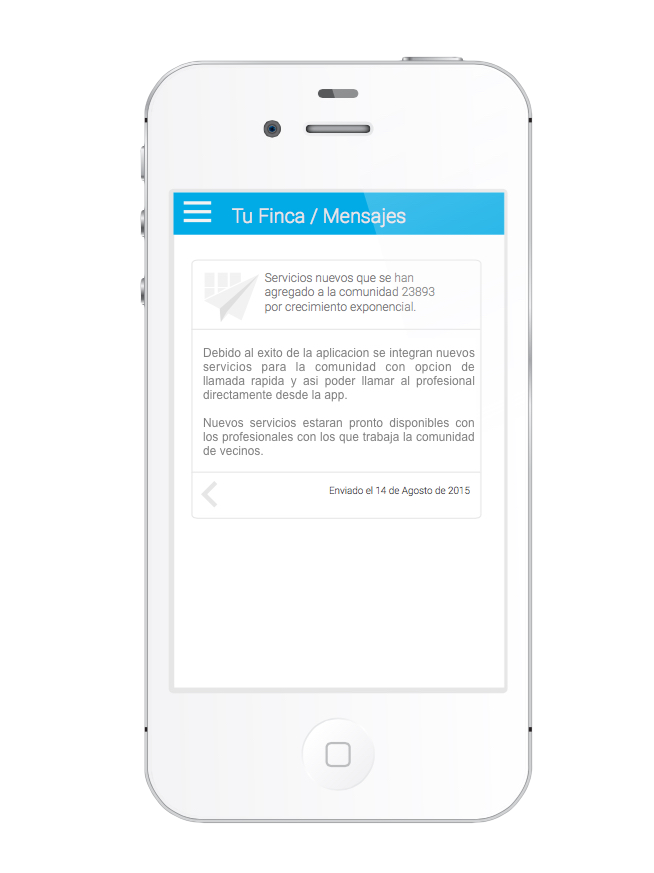 Tu Finca / Mensajes
Servicios nuevos que se han
agregado a la comunidad 23893
por crecimiento exponencial.
Debido al exito de la aplicacion se integran nuevos
servicios para la comunidad con opcion de
llamada rapida y asi poder llamar al profesional
directamente desde la app.
Nuevos servicios estaran pronto disponibles con
los profesionales con los que trabaja la comunidad
de vecinos.
Enviado el 14 de Agosto de 2015